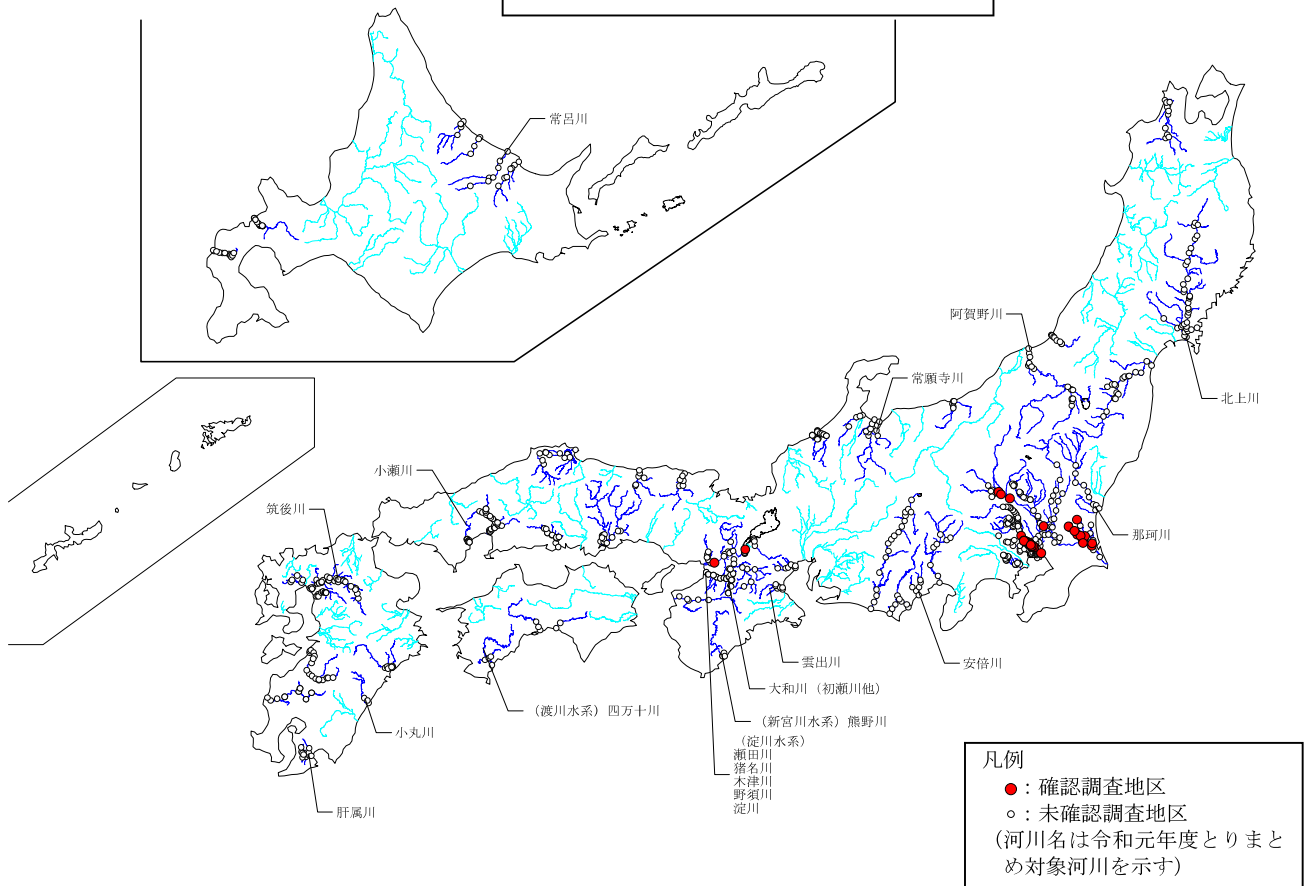 常呂川
阿賀野川
常願寺川
北上川
小瀬川
筑後川
那珂川
雲出川
安倍川
大和川（初瀬川他）
（渡川水系）四万十川
（新宮川水系）熊野川
小丸川
（淀川水系）
瀬田川
猪名川
木津川
野須川
淀川
肝属川
凡例
：確認調査地区
：未確認調査地区
（河川名は令和元年度とりまと
め対象河川を示す）